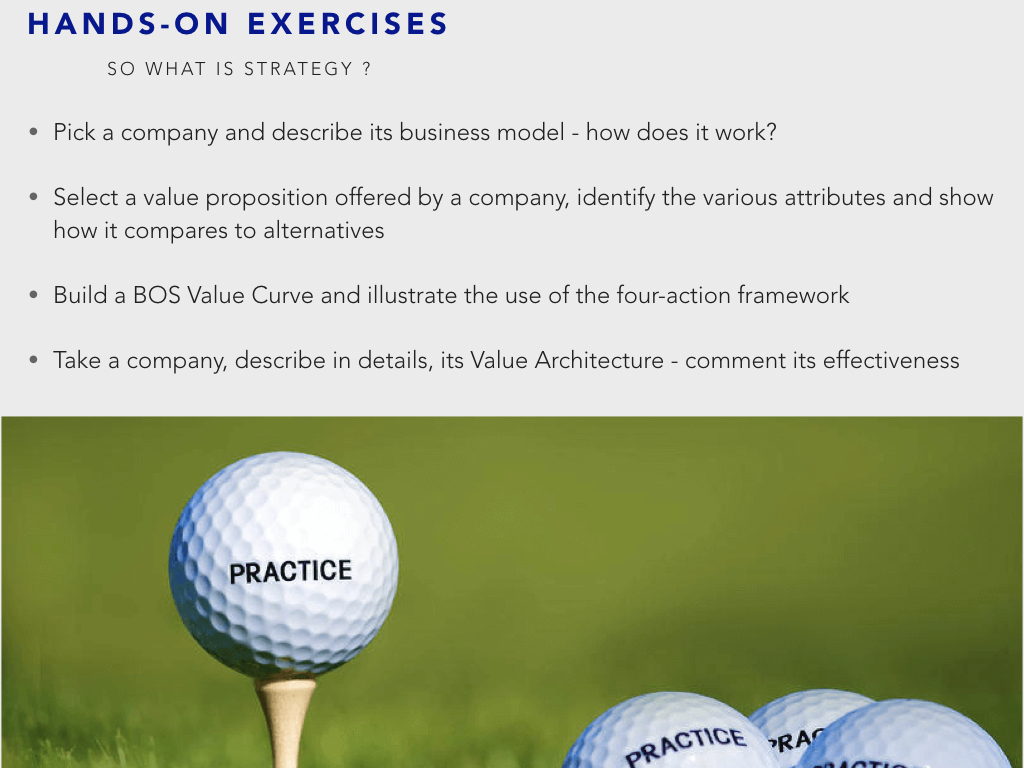 HANDS-ON EXERCISES
SO WHAT IS STRATEGY ?
• Pick a company and describe its business model - how does it work?
• Select a value proposition offered by a company, identify the various attributes and show
how it compares to alternatives
• Build a BOS Value Curve and illustrate the use of the four-action framework
• Take a company, describe in details, its Value Architecture - comment its effectiveness
PRACTICE
PRACTICE
PRAC
PRACTICE